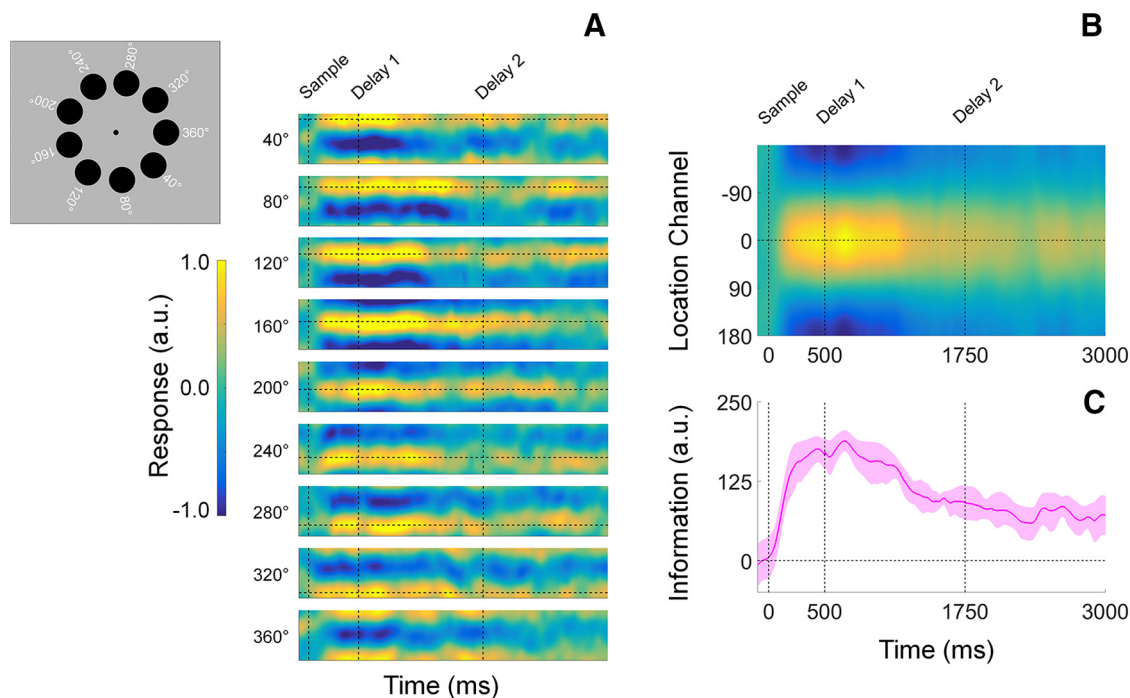 A
B
240°
280°
320°
200°
360°
160°
40°
120°
80°
Sample
Delay 1
Delay 2
40°
80°
120°
160°
200°
240°
280°
320°
360°
Time (ms)
Response (a.u.)
1.0
0.0
-1.0
Sample
Delay 1
Delay 2
Location Channel
-90
0
90
180
0
500
1750
3000
C
Information (a.u.)
250
125
0
0
500
1750
3000
Time (ms)